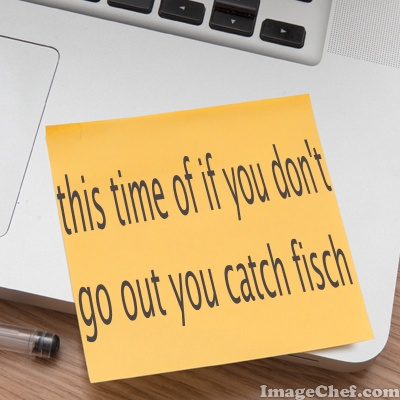 this time of if you don't
go out you catch fisch
ImageChef.com